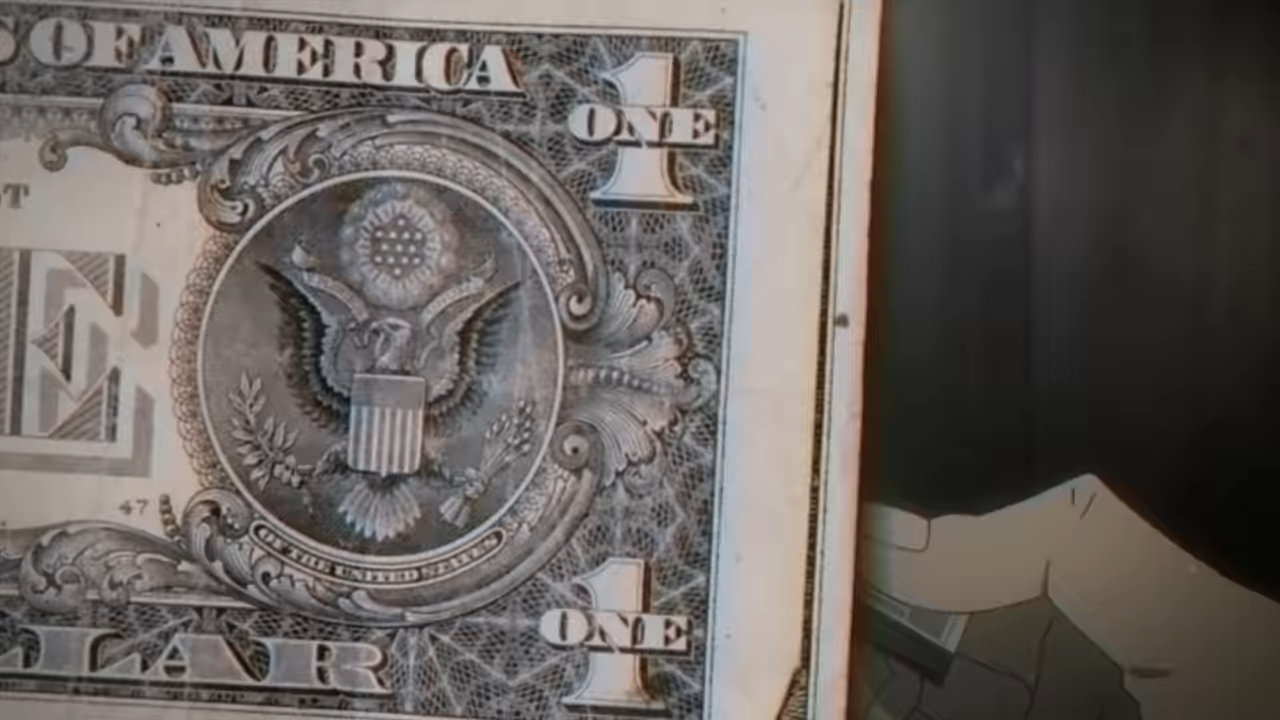 S OF AMERICA
1
ONE
T
E
47
OF THE UNITED STATES
1
ONE
LLAR